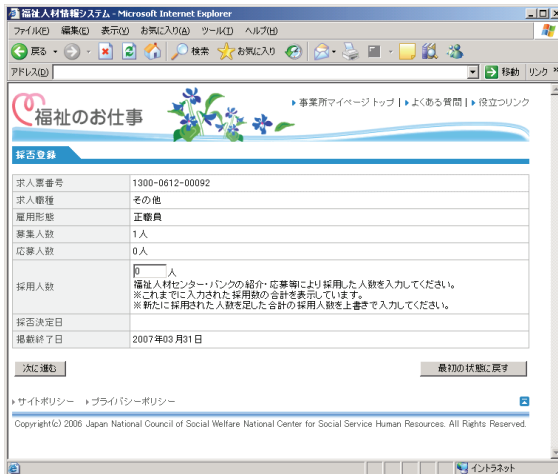 福祉人材情報システム - Microsoft Internet Explorer
ファイル(F) 編集(E) 表示(V) お気に入り(A) ツール(T) ヘルプ(H)
戻る 検索 お気に入り
アドレス(D) 移動 リンク »
福祉のお仕事
事業所マイページトップ | よくある質問 | 役立つリンク
採否登録
求人票番号 1300-0612-00092
求人職種 その他
雇用形態 正職員
募集人数 1人
応募人数 0人
採用人数 0 人
福祉人材センター・バンクの紹介・応募等により採用した人数を入力してください。
※これまでに入力された採用数の合計を表示しています。
※新たに採用された人数を足した合計の採用人数を上書きで入力してください。
採否決定日
掲載終了日 2007年03月31日
次に進む 最初の状態に戻す
サイトポリシー プライバシーポリシー
Copyright(c) 2006 Japan National Council of Social Welfare National Center for Social Service Human Resources. All Rights Reserved.
イントラネット